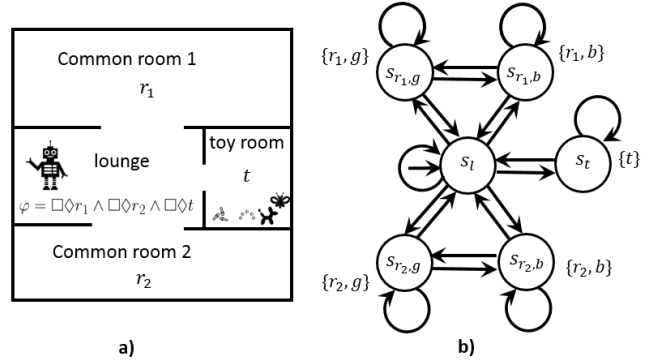 Common room 1
r₁
lounge
toy room
t
φ = □◊r₁ ∧ □◊r₂ ∧ □◊t
Common room 2
r₂
a)
{r₁, g}
s_{r₁,g}
s_{r₁,b}
{r₁, b}
s_l
s_t
{t}
{r₂, g}
s_{r₂,g}
s_{r₂,b}
{r₂, b}
b)